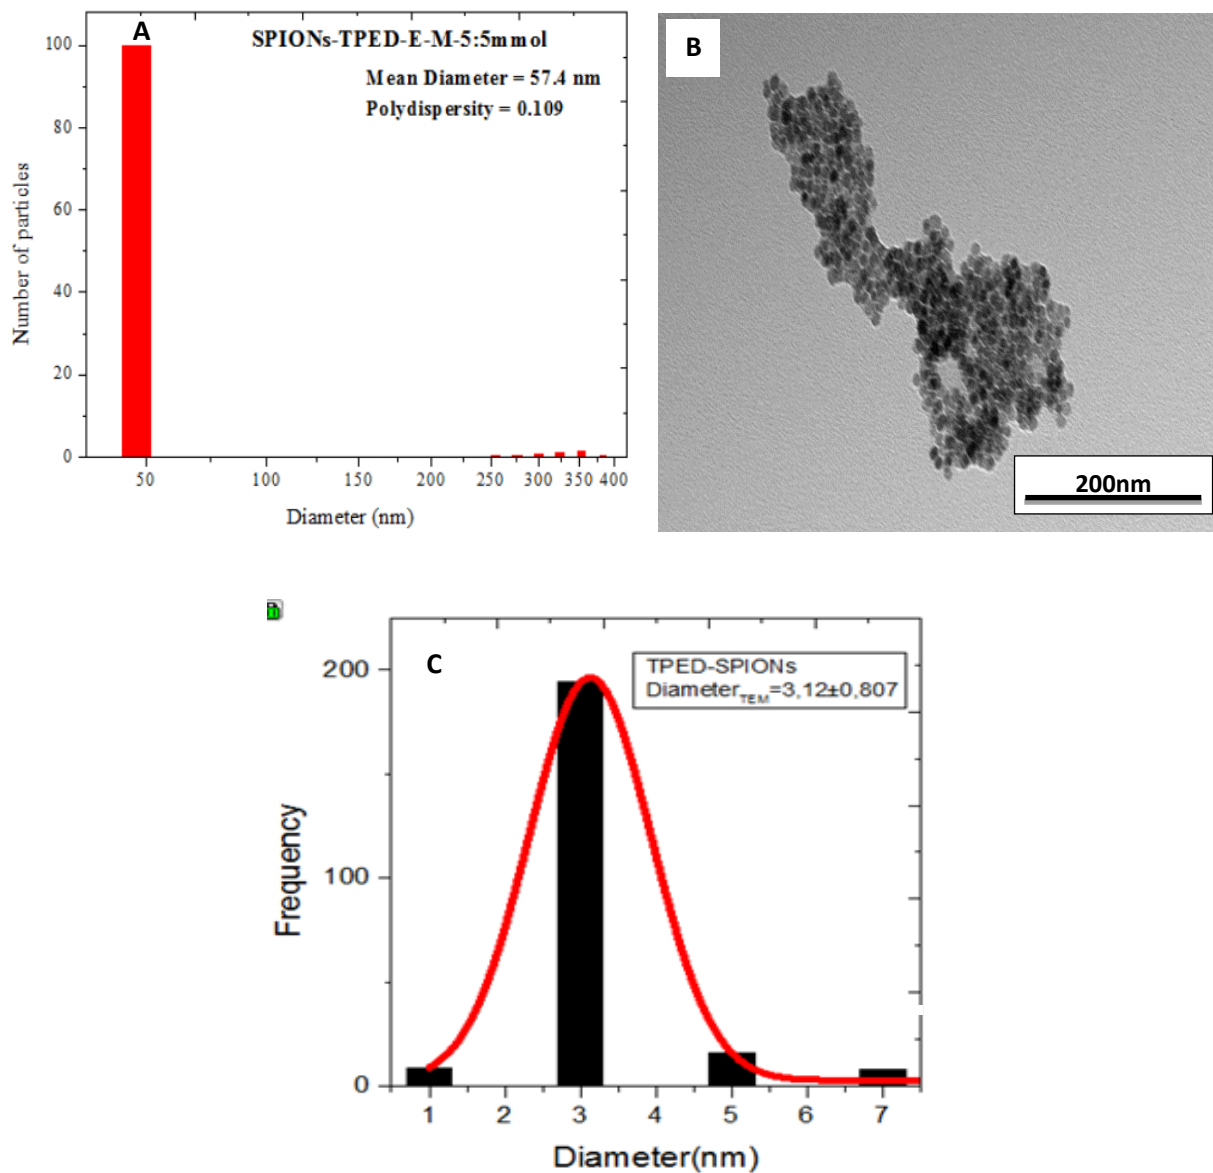 A
SPIONs-TPED-E-M-5:5mmol
Mean Diameter = 57.4 nm
Polydispersity = 0.109
Number of particles
100
80
60
40
20
0
50 100 150 200 250 300 350 400
Diameter (nm)
B
200nm
C
TPED-SPIONs
Diameter TEM=3,12±0,807
Frequency
200
100
0
1 2 3 4 5 6 7
Diameter(nm)